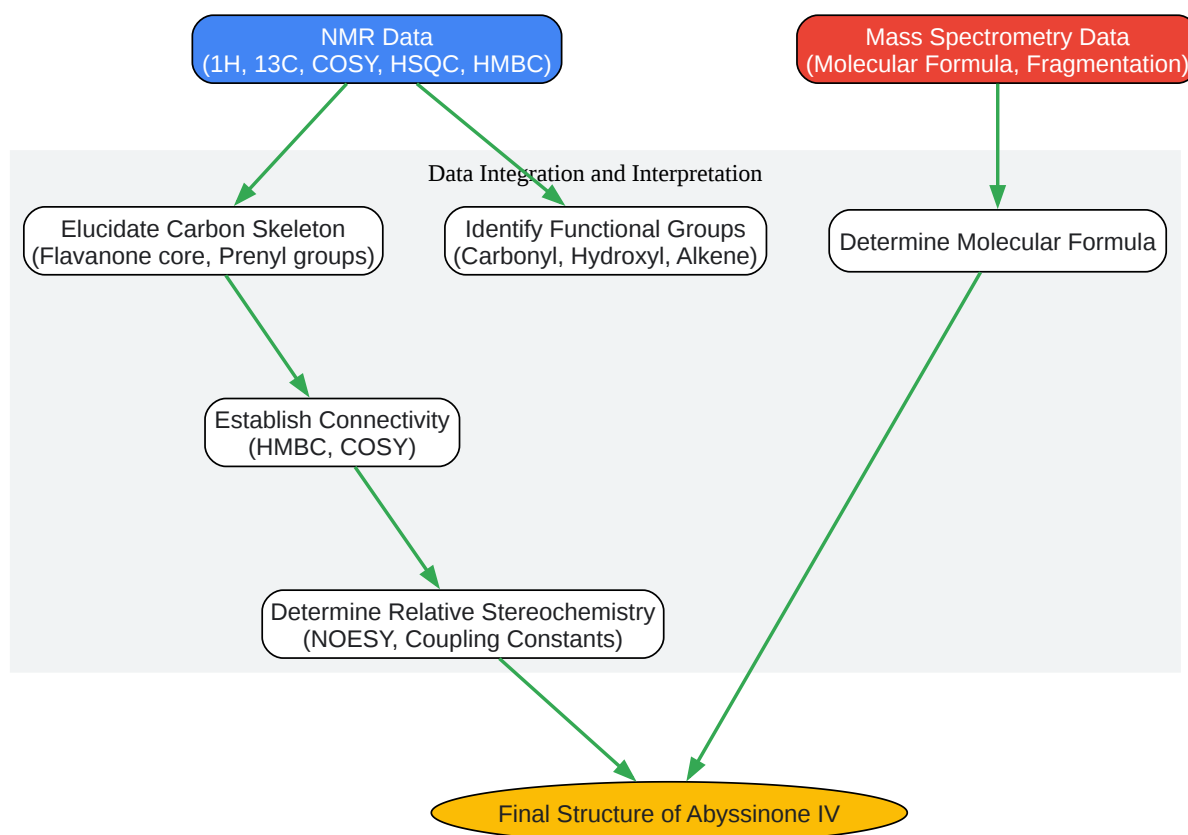 NMR Data
(1H, 13C, COSY, HSQC, HMBC)
Mass Spectrometry Data
(Molecular Formula, Fragmentation)
Data Integration and Interpretation
Elucidate Carbon Skeleton
(Flavanone core, Prenyl groups)
Identify Functional Groups
(Carbonyl, Hydroxyl, Alkene)
Determine Molecular Formula
Establish Connectivity
(HMBC, COSY)
Determine Relative Stereochemistry
(NOESY, Coupling Constants)
Final Structure of Abyssinone IV